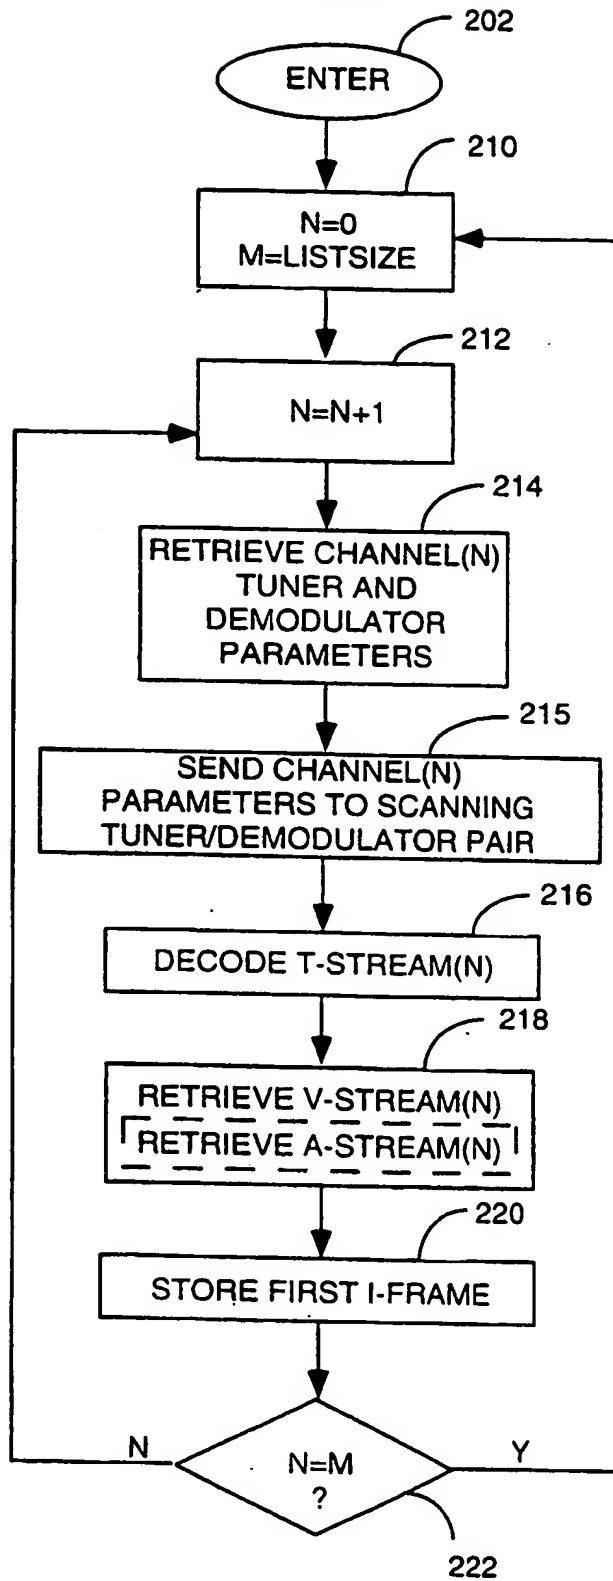 202
ENTER
210
N=0
M=LISTSIZE
212
N=N+1
214
RETRIEVE CHANNEL(N)
TUNER AND
DEMODULATOR
PARAMETERS
215
SEND CHANNEL(N)
PARAMETERS TO SCANNING
TUNER/DEMODULATOR PAIR
216
DECODE T-STREAM(N)
218
RETRIEVE V-STREAM(N)
RETRIEVE A-STREAM(N)
220
STORE FIRST I-FRAME
N
N=M
?
Y
222